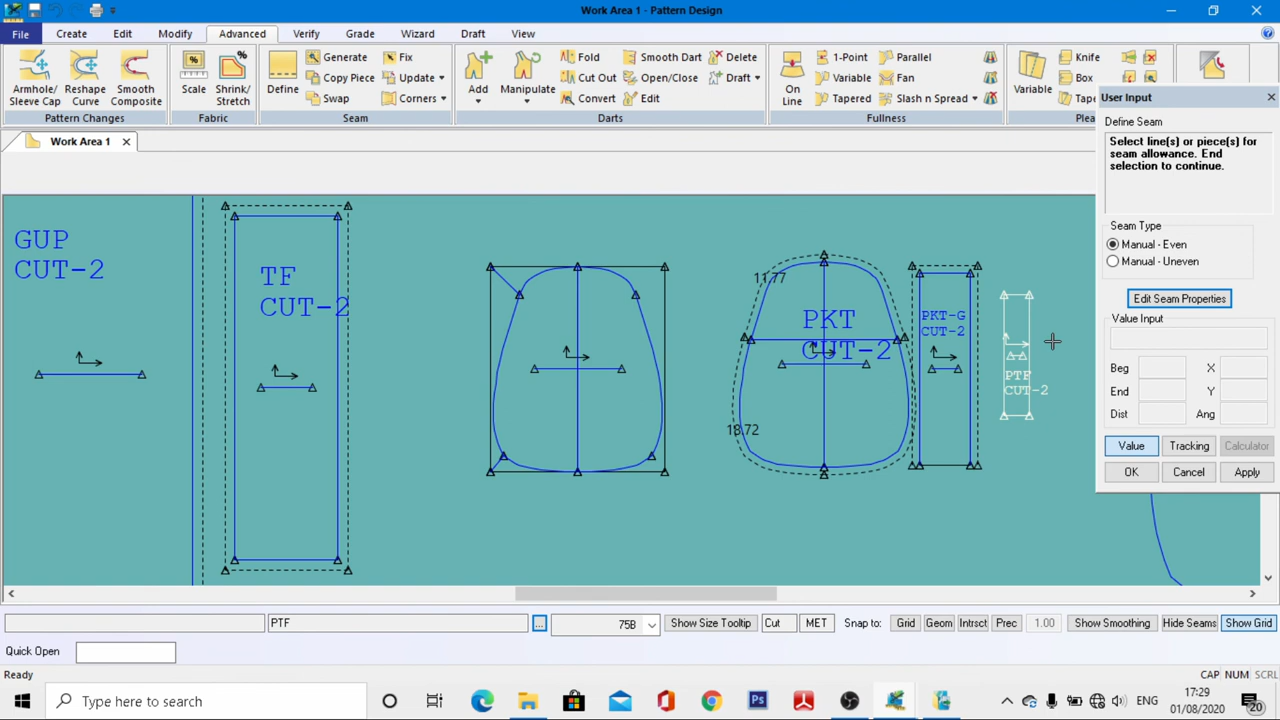 Work Area 1 - Pattern Design
File Create Edit Modify Advanced Verify Grade Wizard Draft View
Generate Fix Fold Smooth Dart Delete 1-Point Parallel Knife
Copy Piece Update Cut Out Open/Close Draft Variable Fan Box
Armhole/ Reshape Smooth Scale Shrink/ Define Swap Corners Add Manipulate Convert Edit On Tapered Slash n Spread Variable
Sleeve Cap Curve Composite Stretch Line
Pattern Changes Fabric Seam Darts Fullness
Work Area 1
User Input
Define Seam
Select line(s) or piece(s) for
seam allowance. End
selection to continue.
Seam Type
Manual - Even
Manual - Uneven
Edit Seam Properties
Value Input
Beg X
End Y
Dist Ang
Value Tracking Calculator
OK Cancel Apply
GUP
CUT-2
TF
CUT-2
11.77
PKT
CUT-2
18.72
PKT-G
CUT-2
PTF
CUT-2
PTF ... 75B Show Size Tooltip Cut MET Snap to: Grid Geom Intrsct Prec 1.00 Show Smoothing Hide Seams Show Grid
Quick Open
Ready CAP NUM SCRL
Type here to search
ENG
17:29
01/08/2020
20